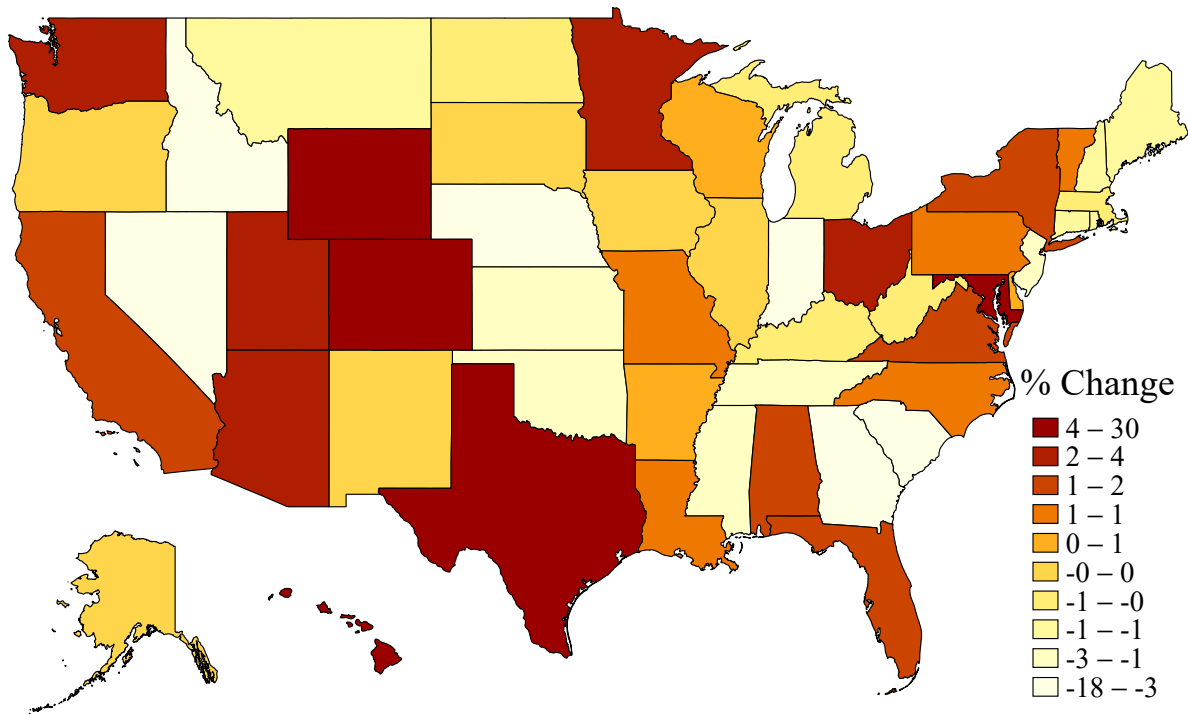 % Change
4 – 30
2 – 4
1 – 2
1 – 1
0 – 1
-0 – 0
-1 – -0
-1 – -1
-3 – -1
-18 – -3